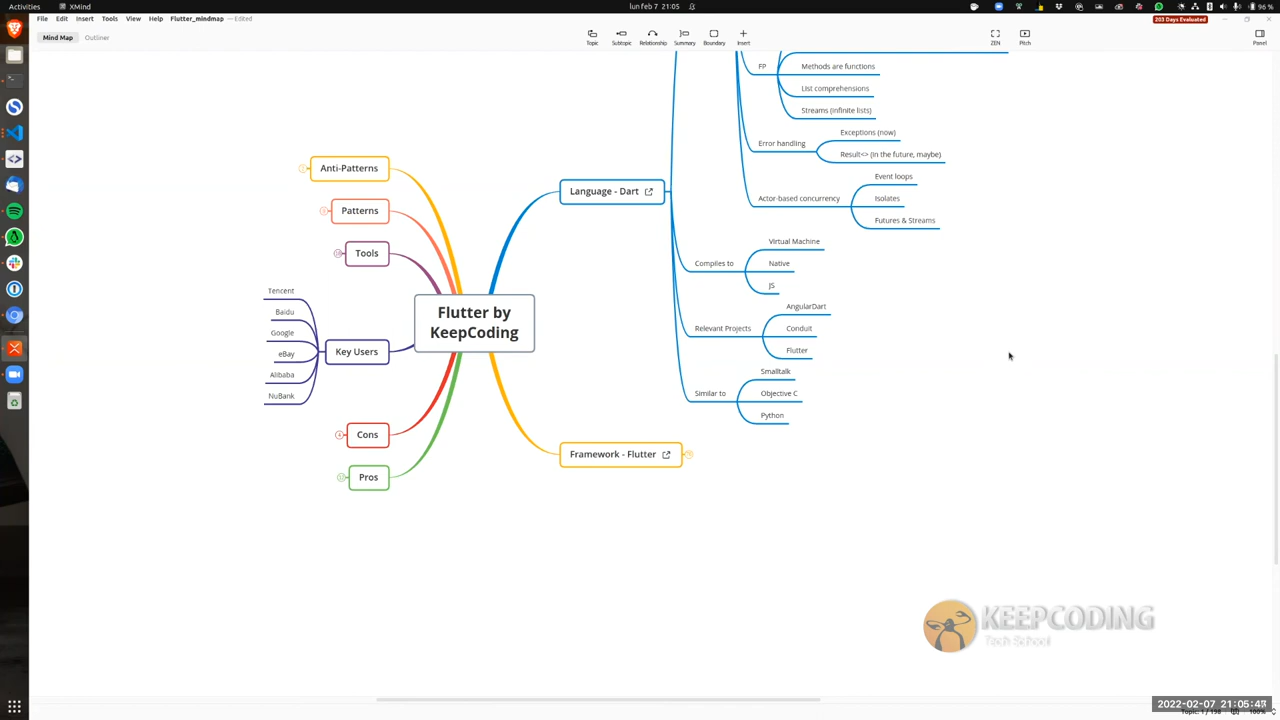 Activities
XMind
lun feb 7 21:05
96 %
File Edit Insert Tools View Help Flutter_mindmap — Edited
203 Days Evaluated
Mind Map
Outliner
Topic
Subtopic
Relationship
Summary
Boundary
Insert
ZEN
Pitch
Panel
FP
Methods are functions
List comprehensions
Streams (infinite lists)
Error handling
Exceptions (now)
Result<> (in the future, maybe)
Actor-based concurrency
Event loops
Isolates
Futures & Streams
Language - Dart
Compiles to
Virtual Machine
Native
JS
Relevant Projects
AngularDart
Conduit
Flutter
Similar to
Smalltalk
Objective C
Python
Framework - Flutter
Flutter by
KeepCoding
Anti-Patterns
Patterns
Tools
Key Users
Tencent
Baidu
Google
eBay
Alibaba
NuBank
Cons
Pros
KEEPCODING
Tech School
2022-02-07 21:05:47